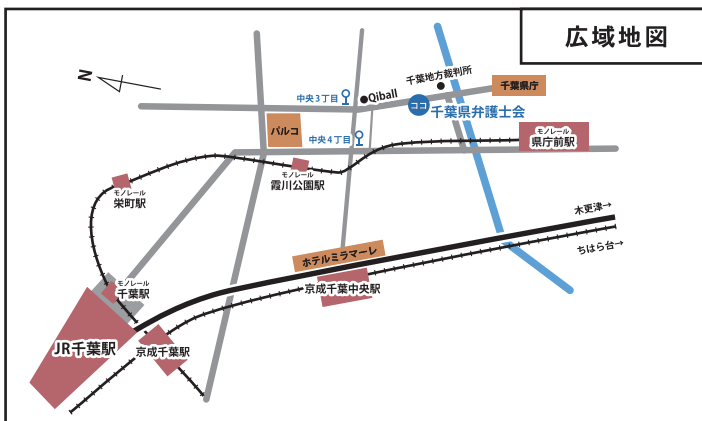 広域地図
N
中央3丁目
Qiball
千葉地方裁判所
千葉県庁
ココ
千葉県弁護士会
パルコ
中央4丁目
モノレール
県庁前駅
モノレール
葭川公園駅
モノレール
栄町駅
木更津→
ちはら台→
ホテルミラマーレ
京成千葉中央駅
モノレール
千葉駅
JR千葉駅
京成千葉駅